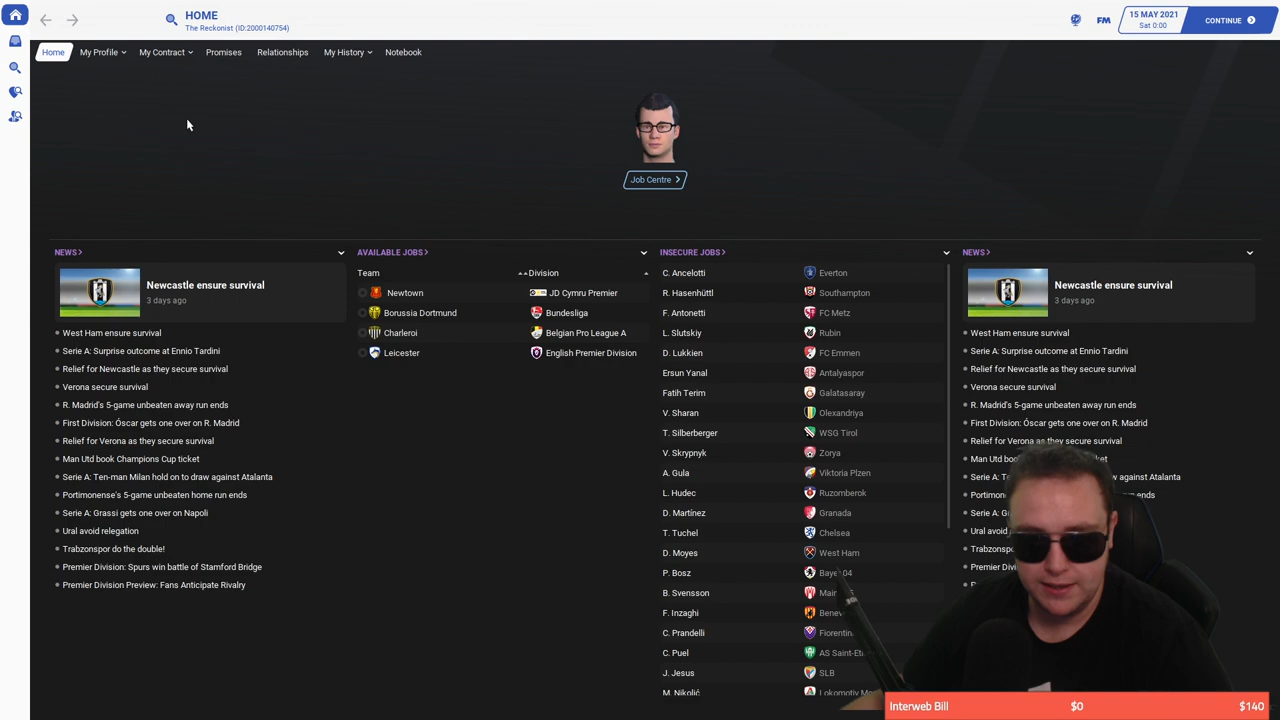 HOME
The Reckonist (ID:2000140754)
FM
15 MAY 2021
Sat 0:00
CONTINUE
Home
My Profile
My Contract
Promises
Relationships
My History
Notebook
Job Centre
NEWS
Newcastle ensure survival
3 days ago
West Ham ensure survival
Serie A: Surprise outcome at Ennio Tardini
Relief for Newcastle as they secure survival
Verona secure survival
R. Madrid's 5-game unbeaten away run ends
First Division: Óscar gets one over on R. Madrid
Relief for Verona as they secure survival
Man Utd book Champions Cup ticket
Serie A: Ten-man Milan hold on to draw against Atalanta
Portimonense's 5-game unbeaten home run ends
Serie A: Grassi gets one over on Napoli
Ural avoid relegation
Trabzonspor do the double!
Premier Division: Spurs win battle of Stamford Bridge
Premier Division Preview: Fans Anticipate Rivalry
AVAILABLE JOBS
Team Division
Newtown JD Cymru Premier
Borussia Dortmund Bundesliga
Charleroi Belgian Pro League A
Leicester English Premier Division
INSECURE JOBS
C. Ancelotti Everton
R. Hasenhüttl Southampton
F. Antonetti FC Metz
L. Slutskiy Rubin
D. Lukkien FC Emmen
Ersun Yanal Antalyaspor
Fatih Terim Galatasaray
V. Sharan Olexandriya
T. Silberberger WSG Tirol
V. Skrypnyk Zorya
A. Gula Viktoria Plzen
L. Hudec Ruzomberok
D. Martínez Granada
T. Tuchel Chelsea
D. Moyes West Ham
P. Bosz 04
B. Svensson
F. Inzaghi
C. Prandelli
C. Puel AS
J. Jesus SLB
M. Nikolić Lokomotiv
NEWS
Newcastle ensure survival
3 days ago
West Ham ensure survival
Serie A: Surprise outcome at Ennio Tardini
Relief for Newcastle as they secure survival
Verona secure survival
R. Madrid's 5-game unbeaten away run ends
First Division: Óscar gets one over on R. Madrid
Relief for Verona as they secure survival
Man Utd
Serie A: against Atalanta
ends
Serie A:
Ural
Premier
Interweb Bill $0 $140